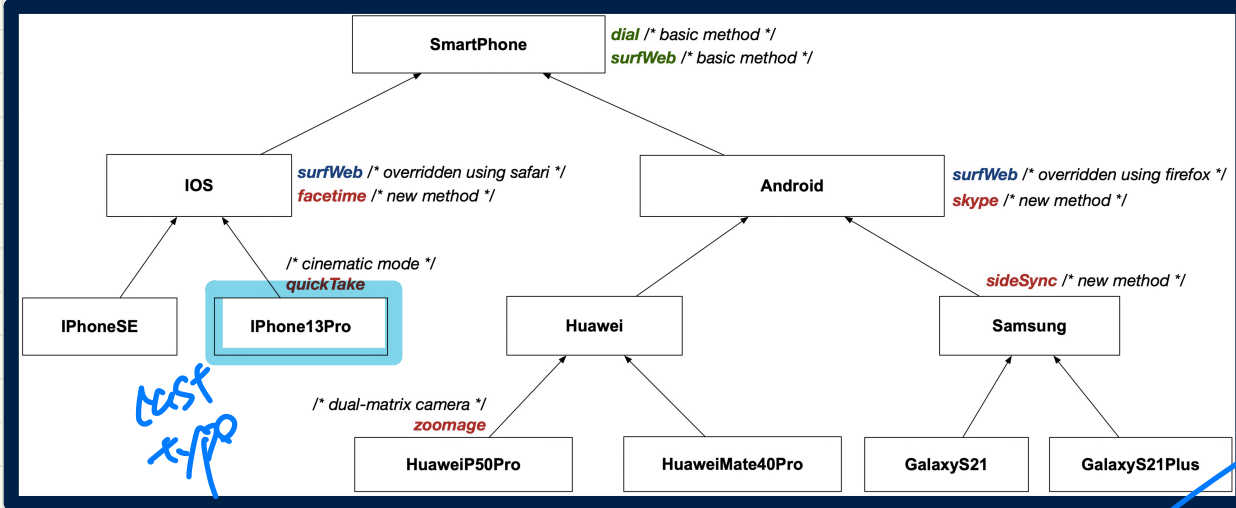 SmartPhone
dial /* basic method */
surfWeb /* basic method */
IOS
surfWeb /* overridden using safari */
facetime /* new method */
Android
surfWeb /* overridden using firefox */
skype /* new method */
/* cinematic mode */
quickTake
sideSync /* new method */
IPhoneSE
IPhone13Pro
Huawei
Samsung
cast
type
/* dual-matrix camera */
zoomage
HuaweiP50Pro
HuaweiMate40Pro
GalaxyS21
GalaxyS21Plus